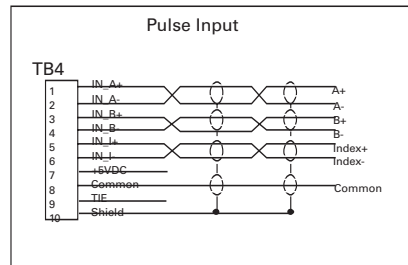 Pulse Input
TB4
1 IN_A+ A+
2 IN_A- A-
3 IN_B+ B+
4 IN_B- B-
5 IN_I+ Index+
6 IN_I- Index-
7 +5VDC
8 Common Common
9 TIE
10 Shield